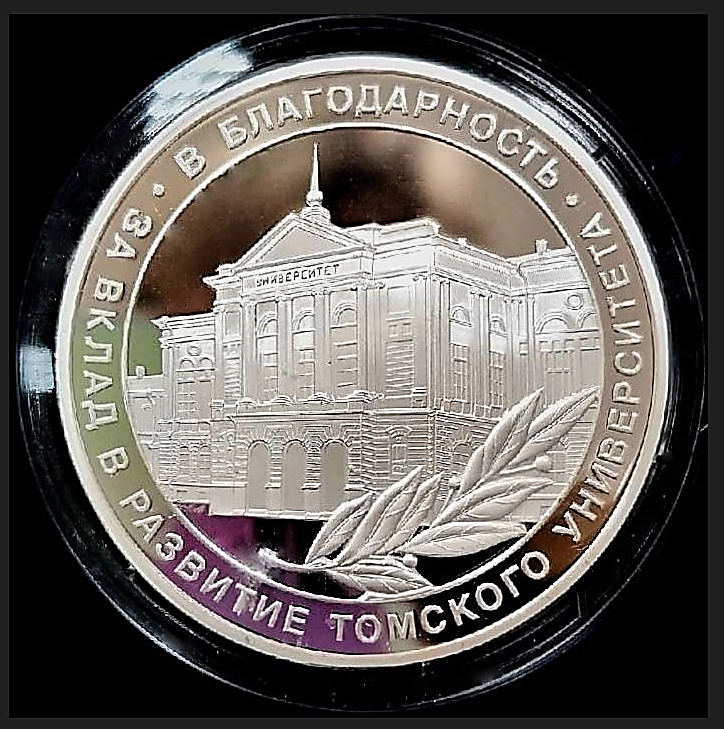 В БЛАГОДАРНОСТЬ •
ЗА ВКЛАД В РАЗВИТИЕ ТОМСКОГО УНИВЕРСИТЕТА •
УНИВЕРСИТЕТ